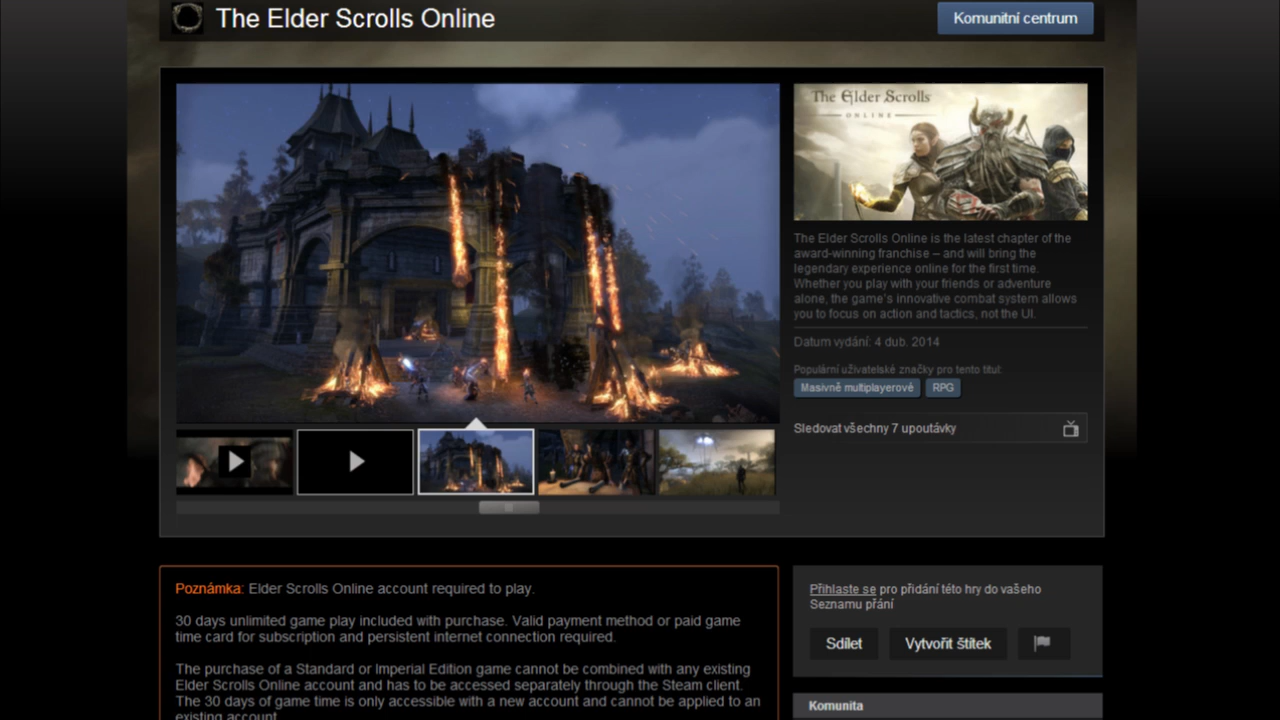 The Elder Scrolls Online
Komunitní centrum
The Elder Scrolls
ONLINE
The Elder Scrolls Online is the latest chapter of the
award-winning franchise – and will bring the
legendary experience online for the first time.
Whether you play with your friends or adventure
alone, the game's innovative combat system allows
you to focus on action and tactics, not the UI.
Datum vydání: 4 dub. 2014
Populární uživatelské značky pro tento titul:
Masivně multiplayerové
RPG
Sledovat všechny 7 upoutávky
Poznámka: Elder Scrolls Online account required to play.
30 days unlimited game play included with purchase. Valid payment method or paid game
time card for subscription and persistent internet connection required.
The purchase of a Standard or Imperial Edition game cannot be combined with any existing
Elder Scrolls Online account and has to be accessed separately through the Steam client.
The 30 days of game time is only accessible with a new account and cannot be applied to an
existing account.
Přihlaste se pro přidání této hry do vašeho
Seznamu přání
Sdílet
Vytvořit štítek
Komunita